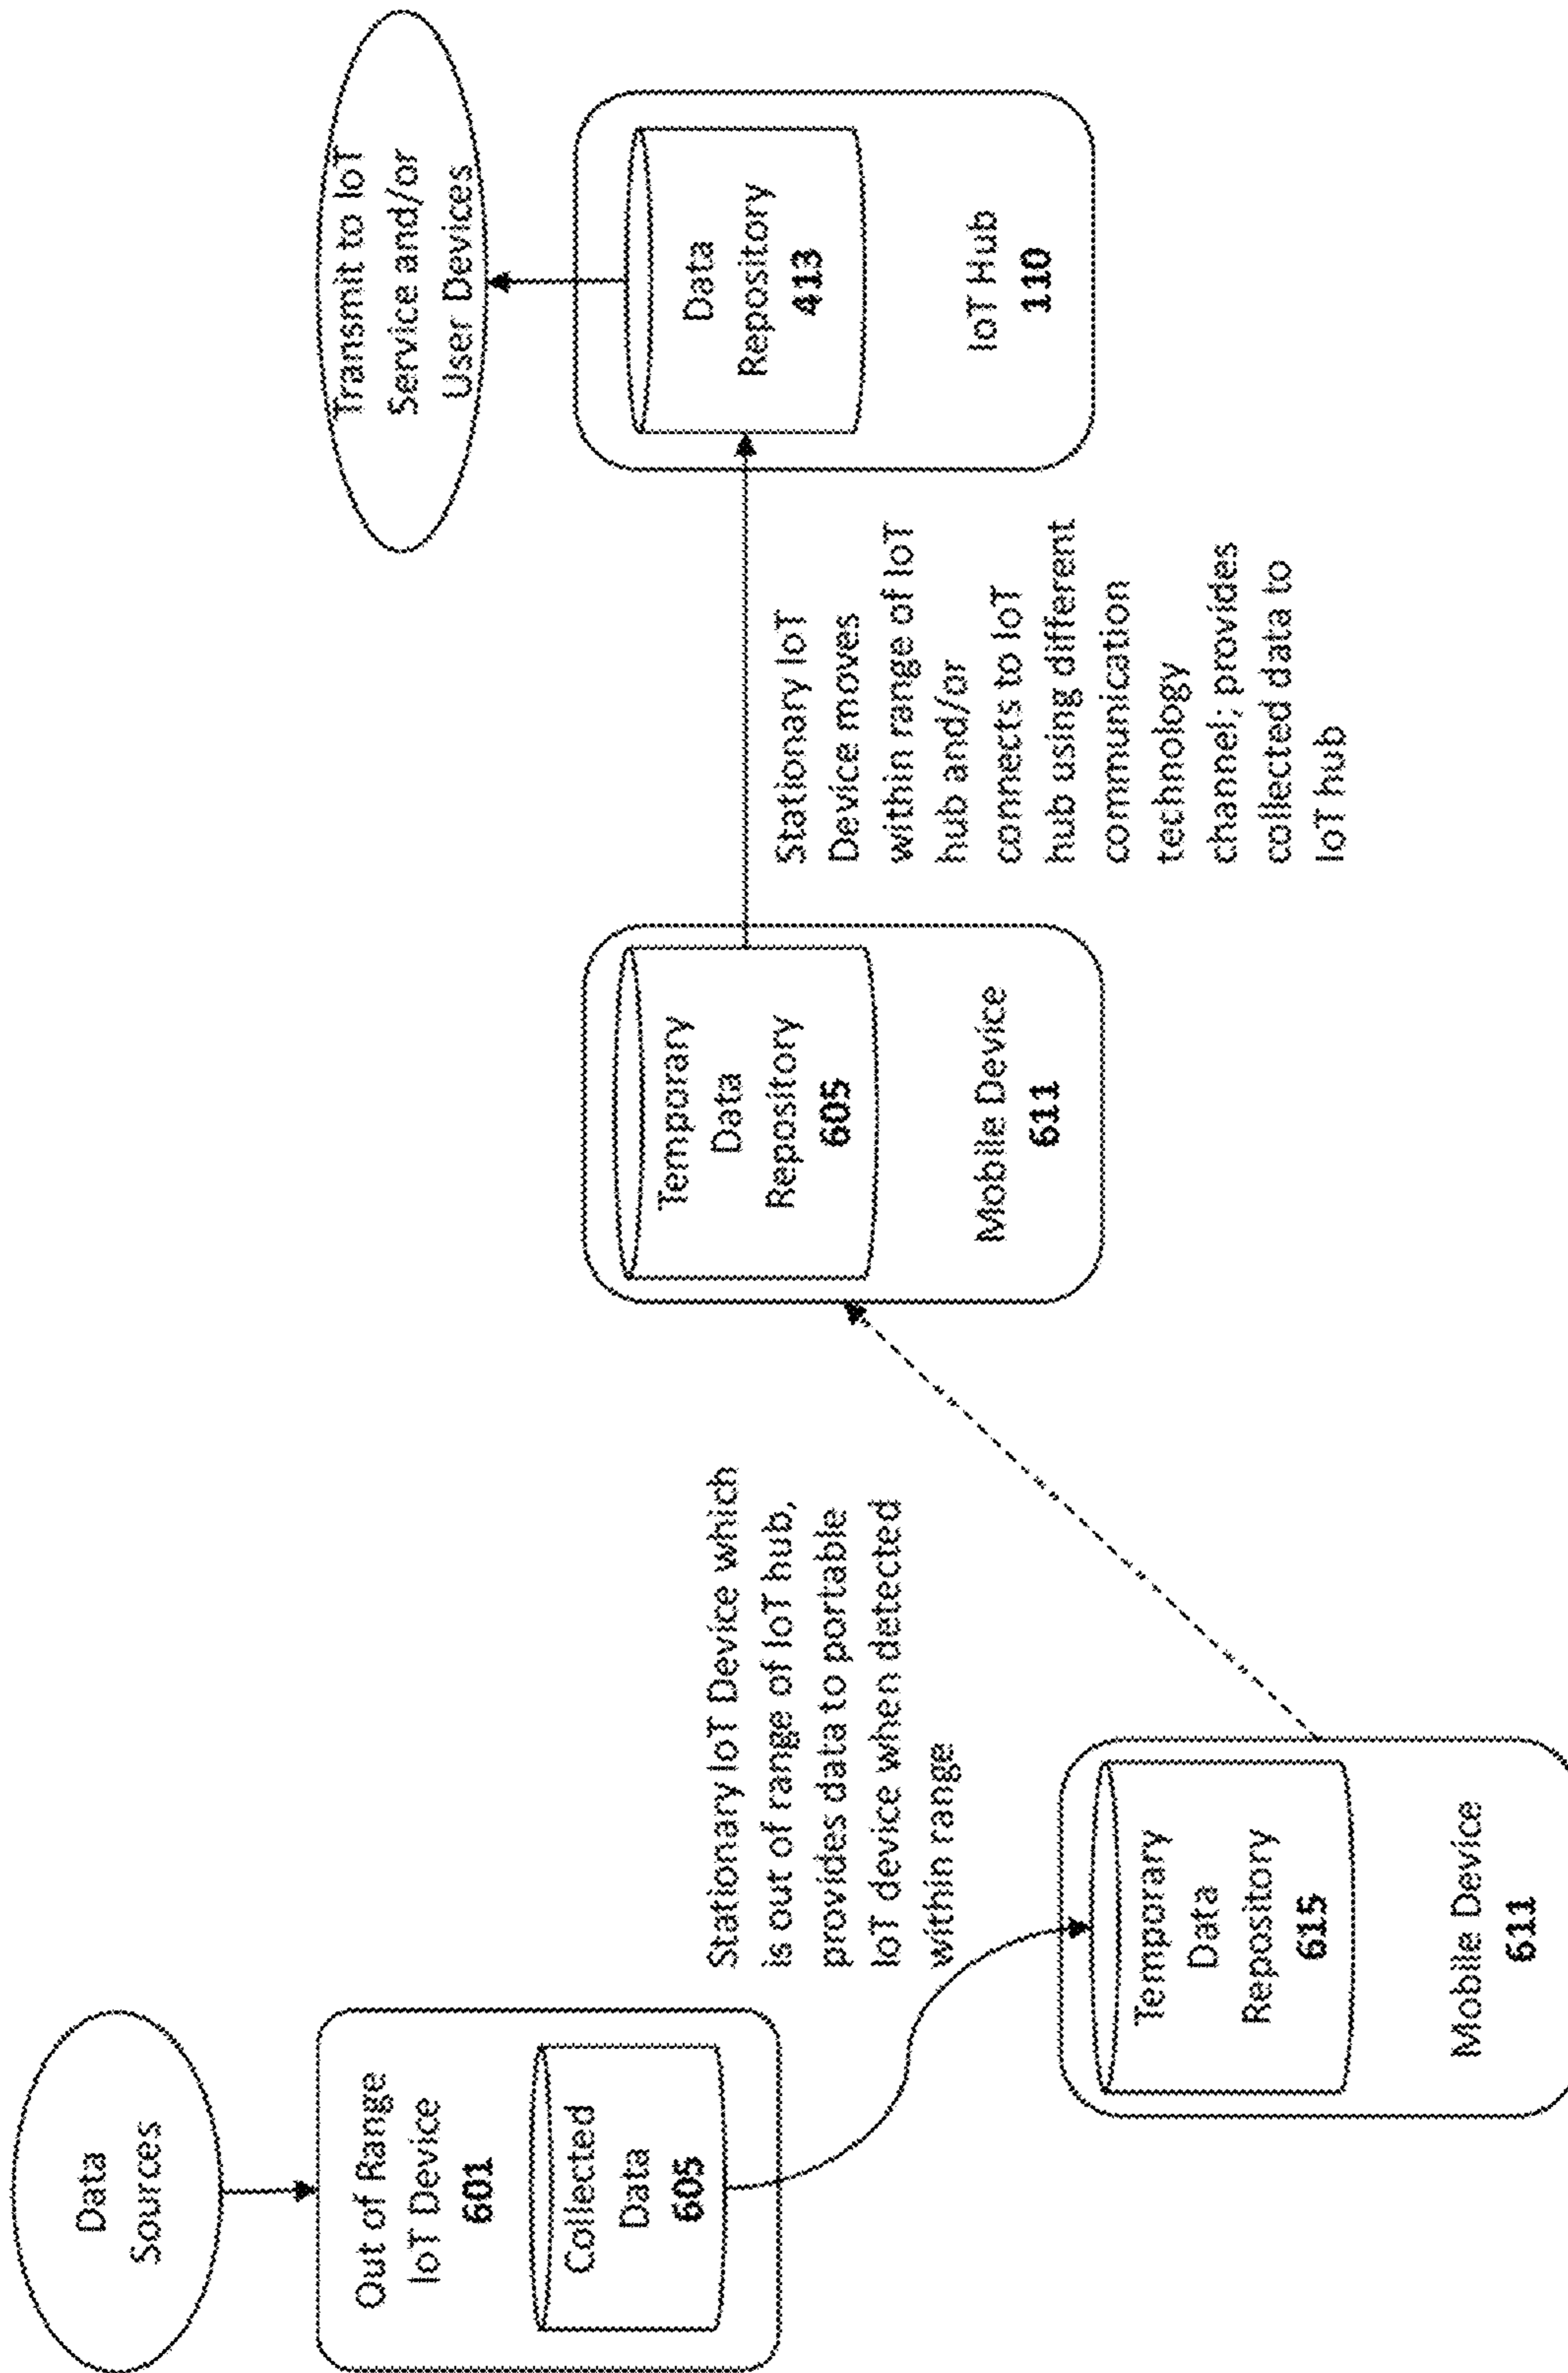 Data
Sources
Out of Range
IoT Device
601
Collected
Data
605
Stationary IoT Device which
is out of range of IoT hub,
provides data to portable
IoT device when detected
within range
Temporary
Data
Repository
615
Mobile Device
611
Temporary
Data
Repository
605
Mobile Device
611
Stationary IoT
Device moves
within range of IoT
hub and/or
connects to IoT
hub using different
communication
technology
channel; provides
collected data to
IoT hub
Transmit to IoT
Service and/or
User Devices
Data
Repository
413
IoT Hub
110